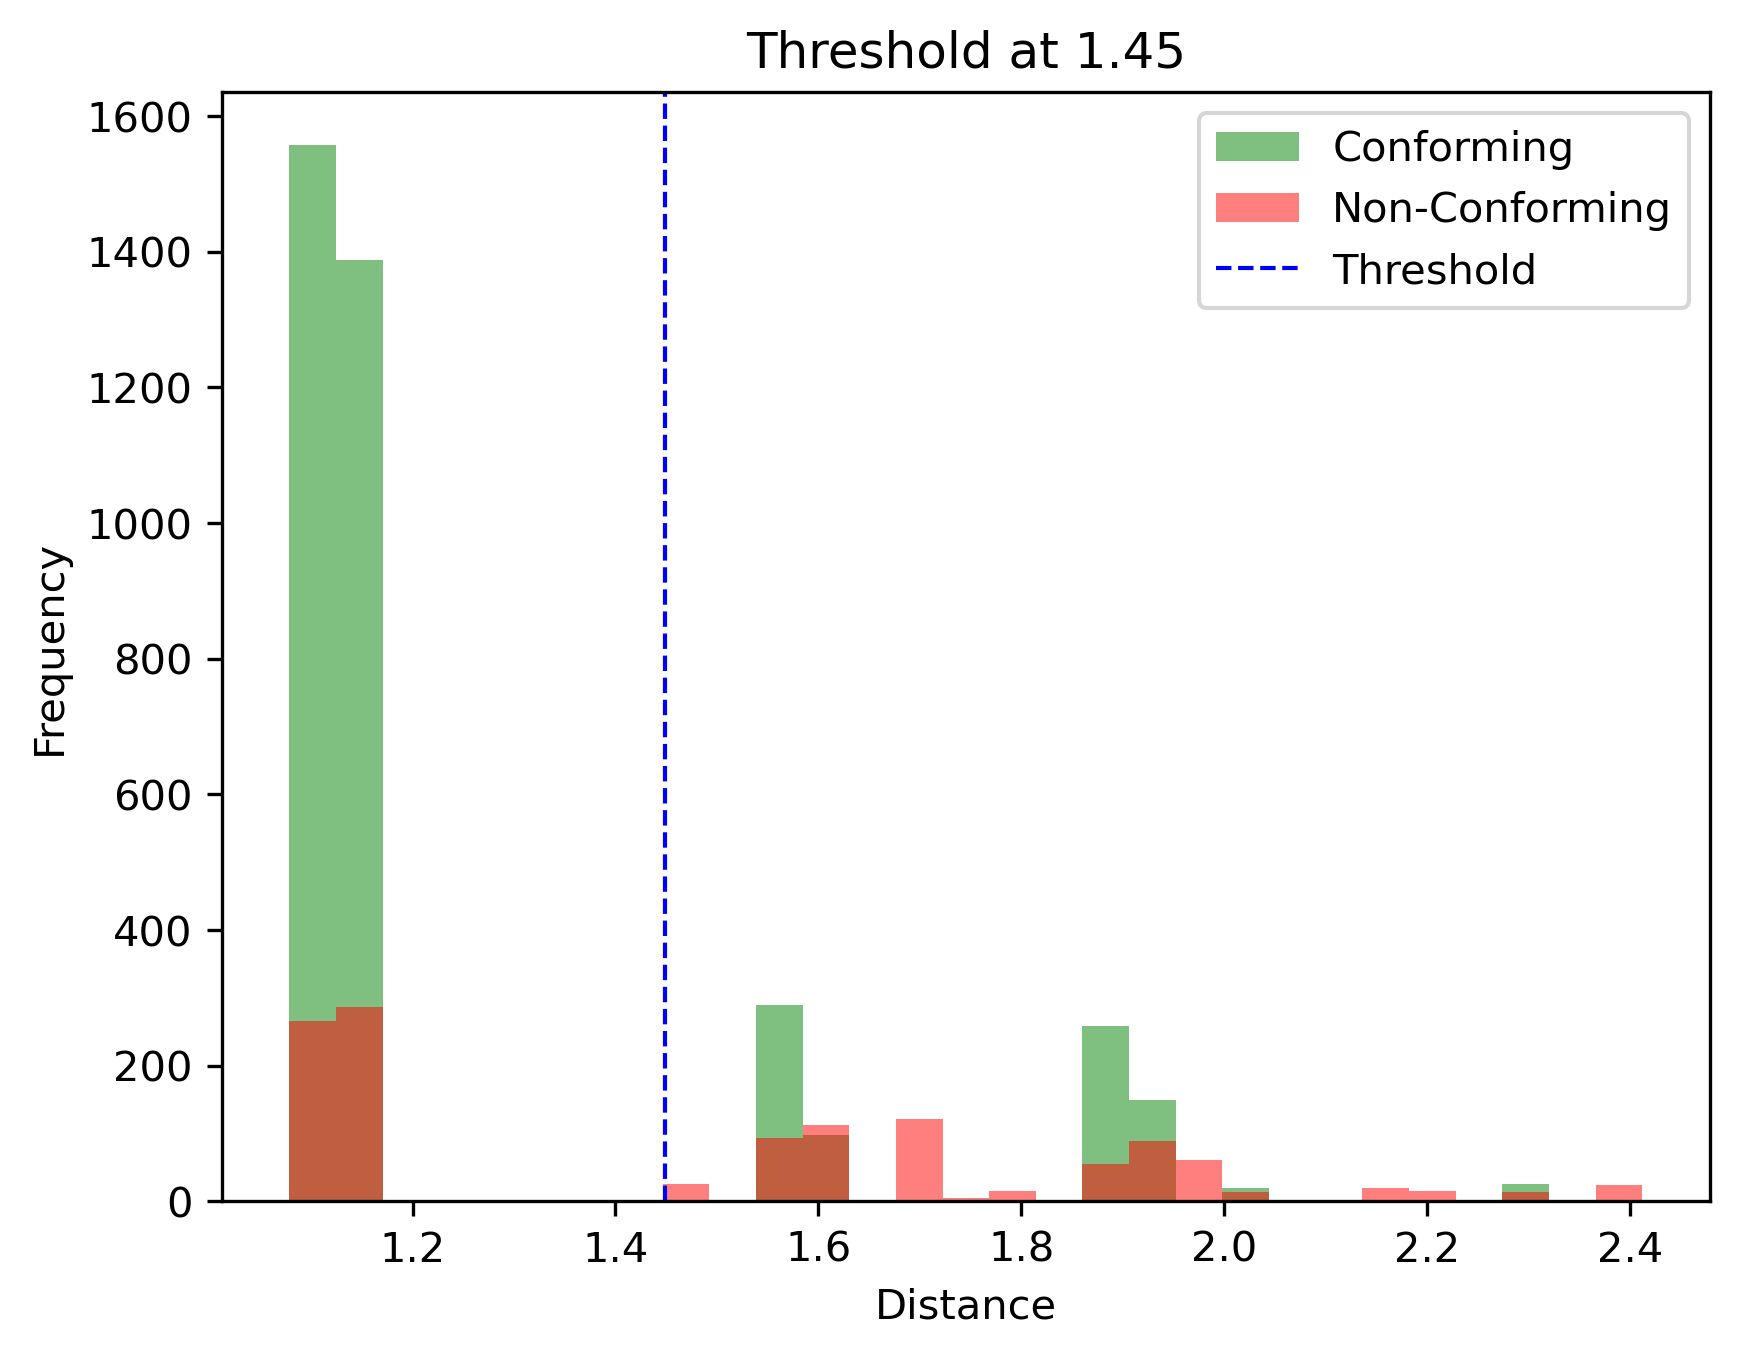 Threshold at 1.45
1600
1400
1200
1000
800
600
400
200
0
Frequency
Conforming
Non-Conforming
Threshold
1.2 1.4 1.6 1.8 2.0 2.2 2.4
Distance